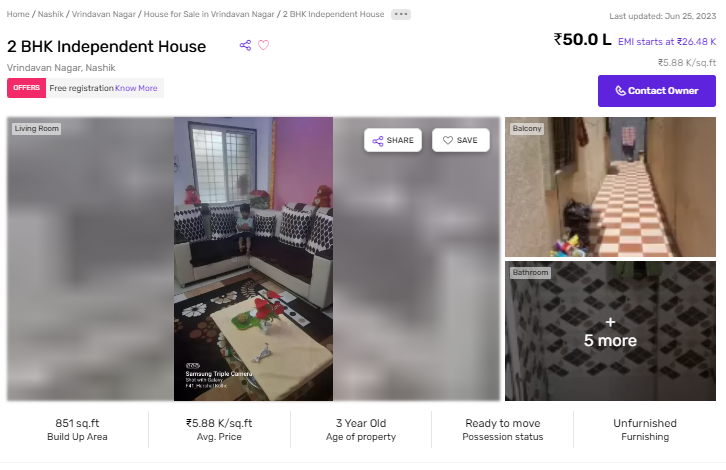 Home / Nashik / Vrindavan Nagar / House for Sale in Vrindavan Nagar / 2 BHK Independent House
Last updated: Jun 25, 2023
2 BHK Independent House
₹50.0 L EMI starts at ₹26.48 K
Vrindavan Nagar, Nashik
₹5.88 K/sq.ft
OFFERS Free registration Know More
Contact Owner
Living Room
SHARE
SAVE
Balcony
Bathroom
+
5 more
Samsung Triple Camera
Shot with Galaxy
F41, Harshal Kolhe
851 sq.ft
Build Up Area
₹5.88 K/sq.ft
Avg. Price
3 Year Old
Age of property
Ready to move
Possession status
Unfurnished
Furnishing